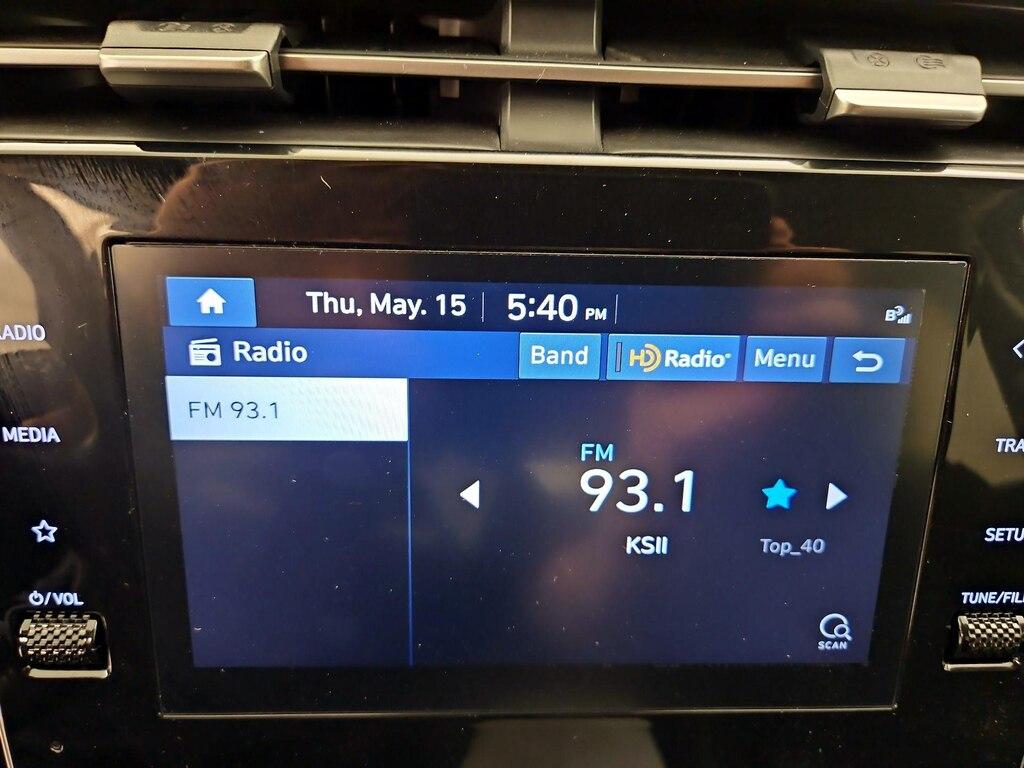 Thu, May. 15 5:40 PM B
RADIO
Radio Band HD Radio Menu
FM 93.1
MEDIA
FM
93.1
KSII Top_40
SETU
⏻/VOL TUNE/FIL
SCAN
TRA